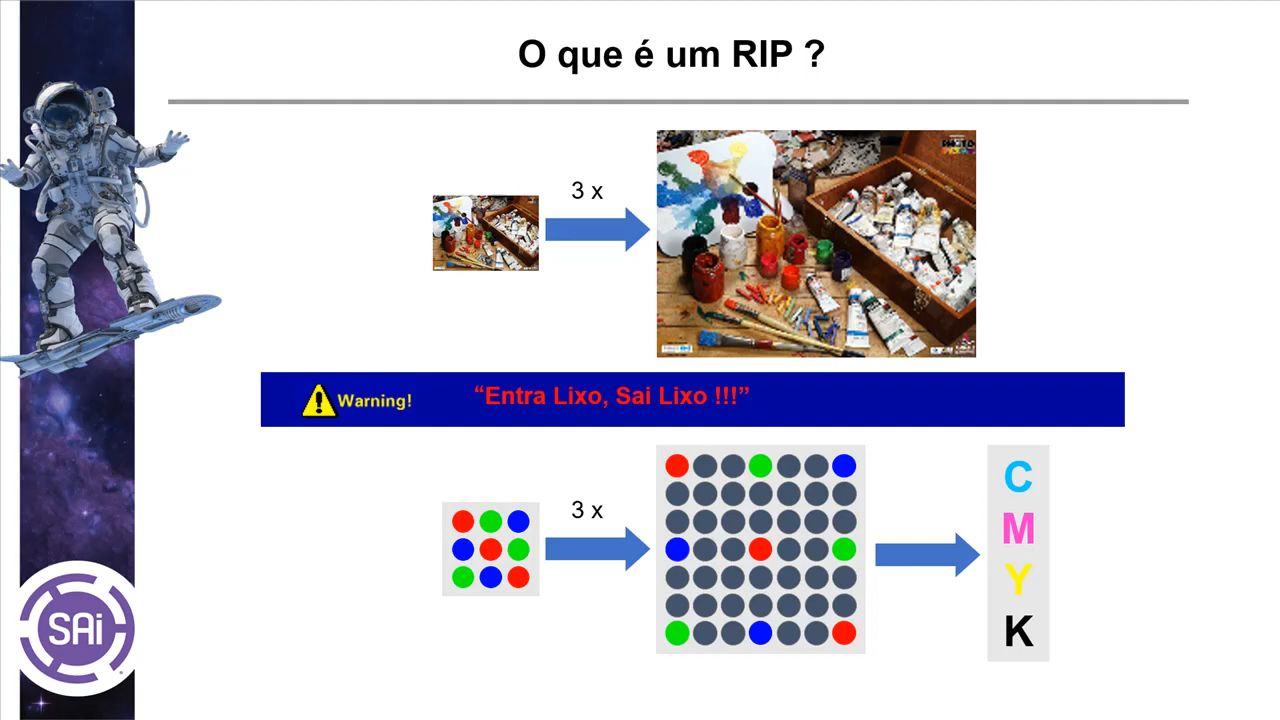 O que é um RIP ?
3 x
Warning!
“Entra Lixo, Sai Lixo !!!”
3 x
C
M
Y
K
SAi